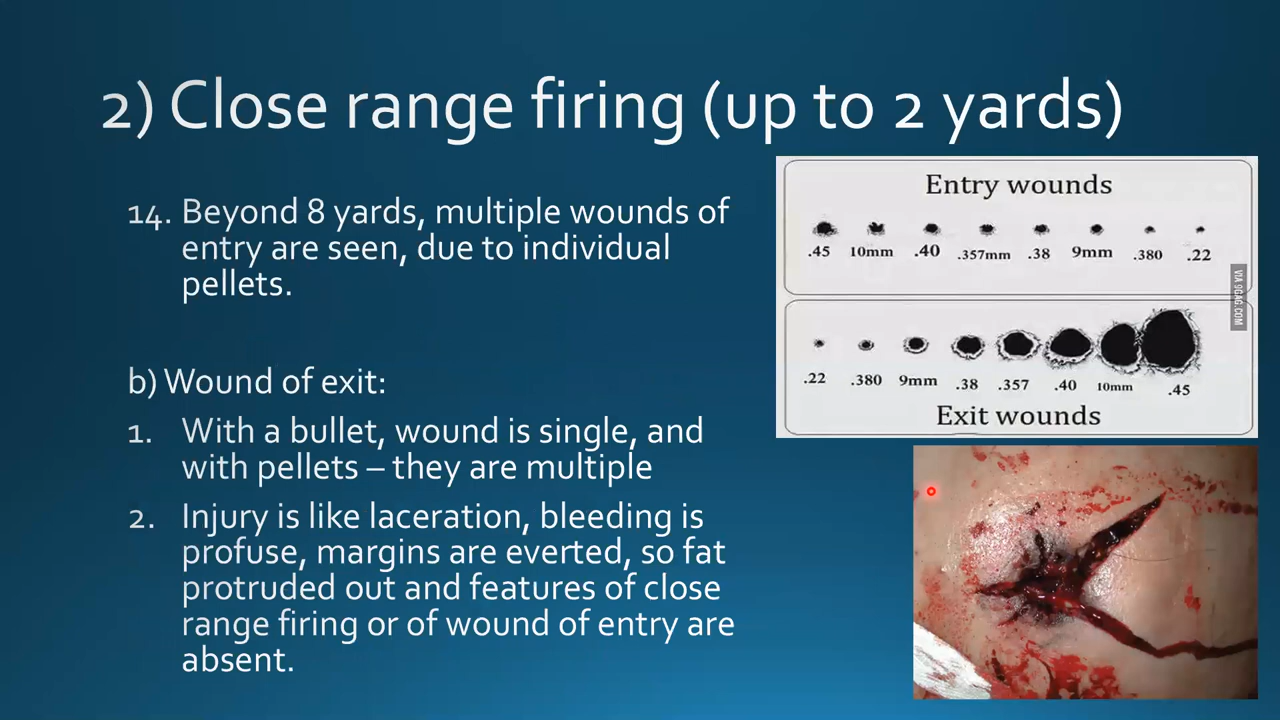 2) Close range firing (up to 2 yards)
14. Beyond 8 yards, multiple wounds of
entry are seen, due to individual
pellets.
b) Wound of exit:
1. With a bullet, wound is single, and
with pellets – they are multiple
2. Injury is like laceration, bleeding is
profuse, margins are everted, so fat
protruded out and features of close
range firing or of wound of entry are
absent.
Entry wounds
.45 10mm .40 .357mm .38 9mm .380 .22
VIA 9GAG.COM
.22 .380 9mm .38 .357 .40 10mm .45
Exit wounds